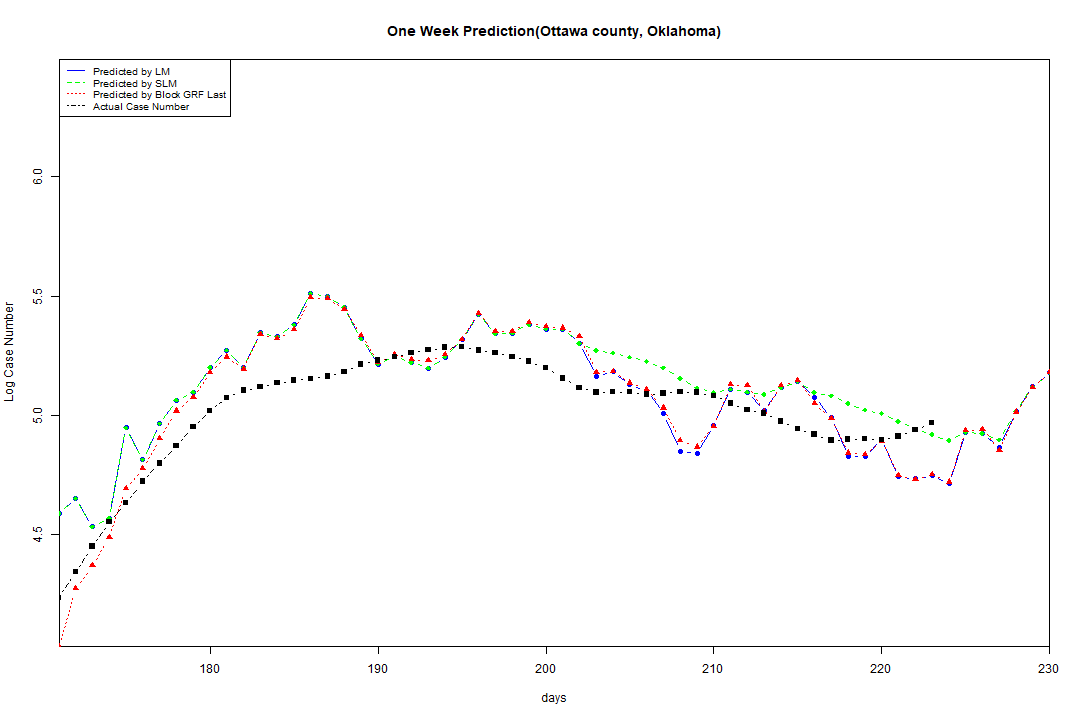 One Week Prediction(Ottawa county, Oklahoma)
Predicted by LM
Predicted by SLM
Predicted by Block GRF Last
Actual Case Number
Log Case Number
6.0
5.5
5.0
4.5
180 190 200 210 220 230
days